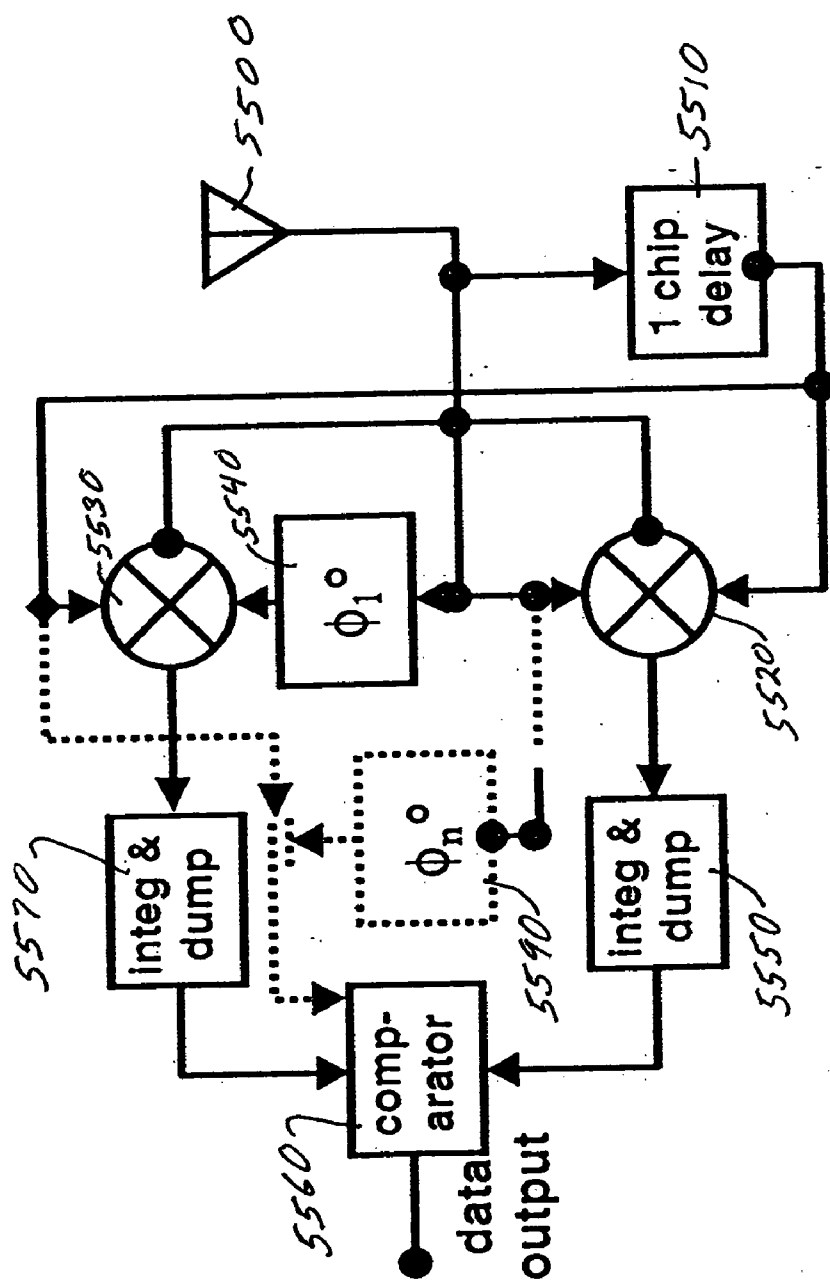 5570
integ &
dump
5530
5540
5500
ϕ1°
5560
comp-
arator
ϕn°
data
output
5590
integ &
dump
5550
5520
1 chip
delay
5510